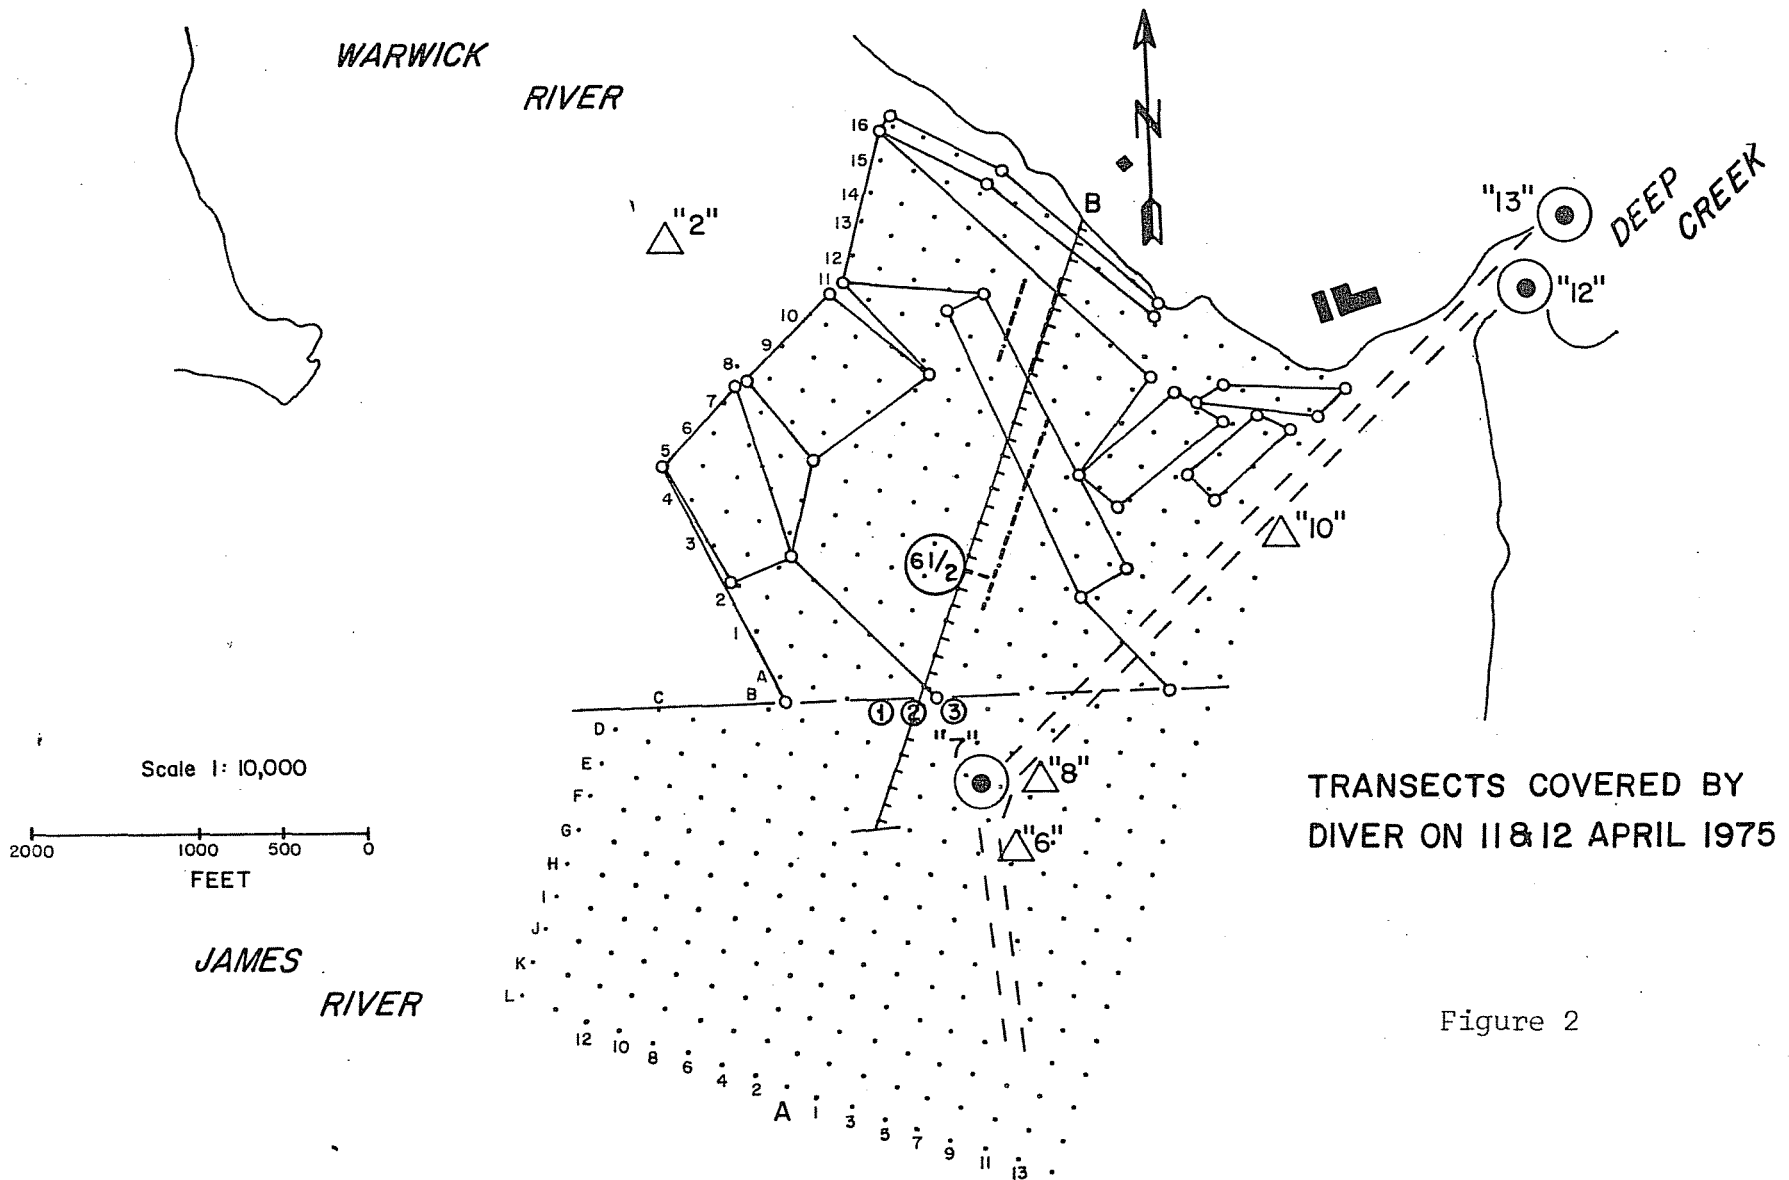 WARWICK
RIVER
N
"2"
B
"13"
DEEP
CREEK
"12"
16
15
14
13
12
11
10
9
8
7
6
5
4
3
2
1
A
B
C
D
E
F
G
H
I
J
K
L
6 1/2
"10"
1 2 3
"7"
"8"
"6"
Scale 1: 10,000
2000 1000 500 0
FEET
TRANSECTS COVERED BY
DIVER ON 11 & 12 APRIL 1975
JAMES
RIVER
12 10 8 6 4 2 A 1 3 5 7 9 11 13
Figure 2